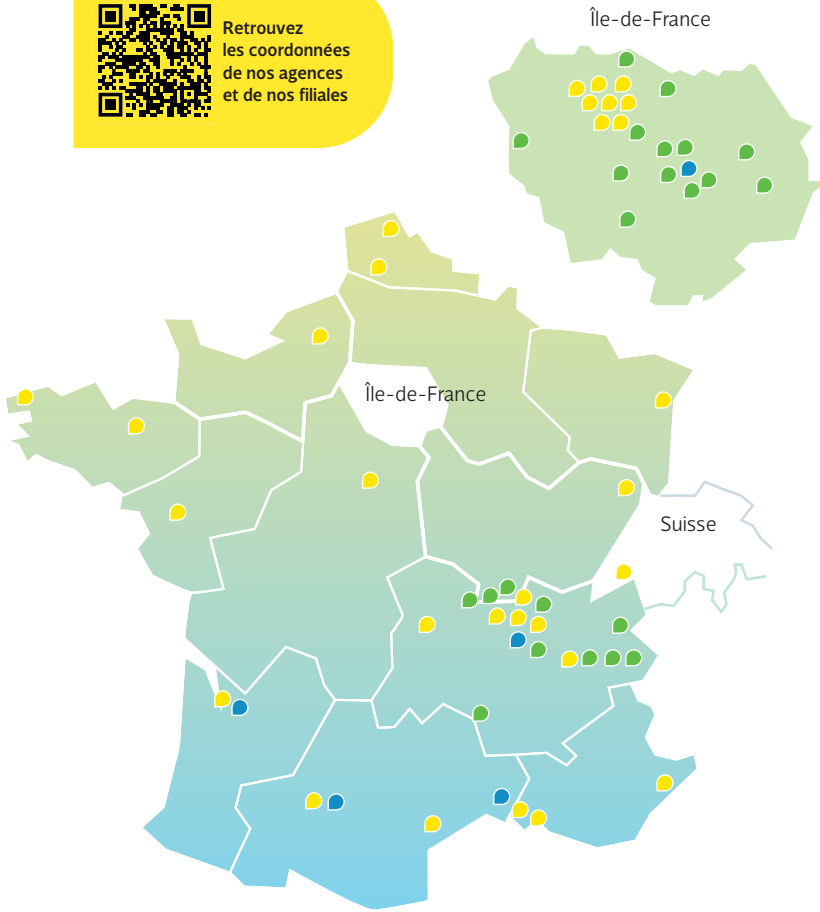 Retrouvez
les coordonnées
de nos agences
et de nos filiales
Île-de-France
Île-de-France
Suisse